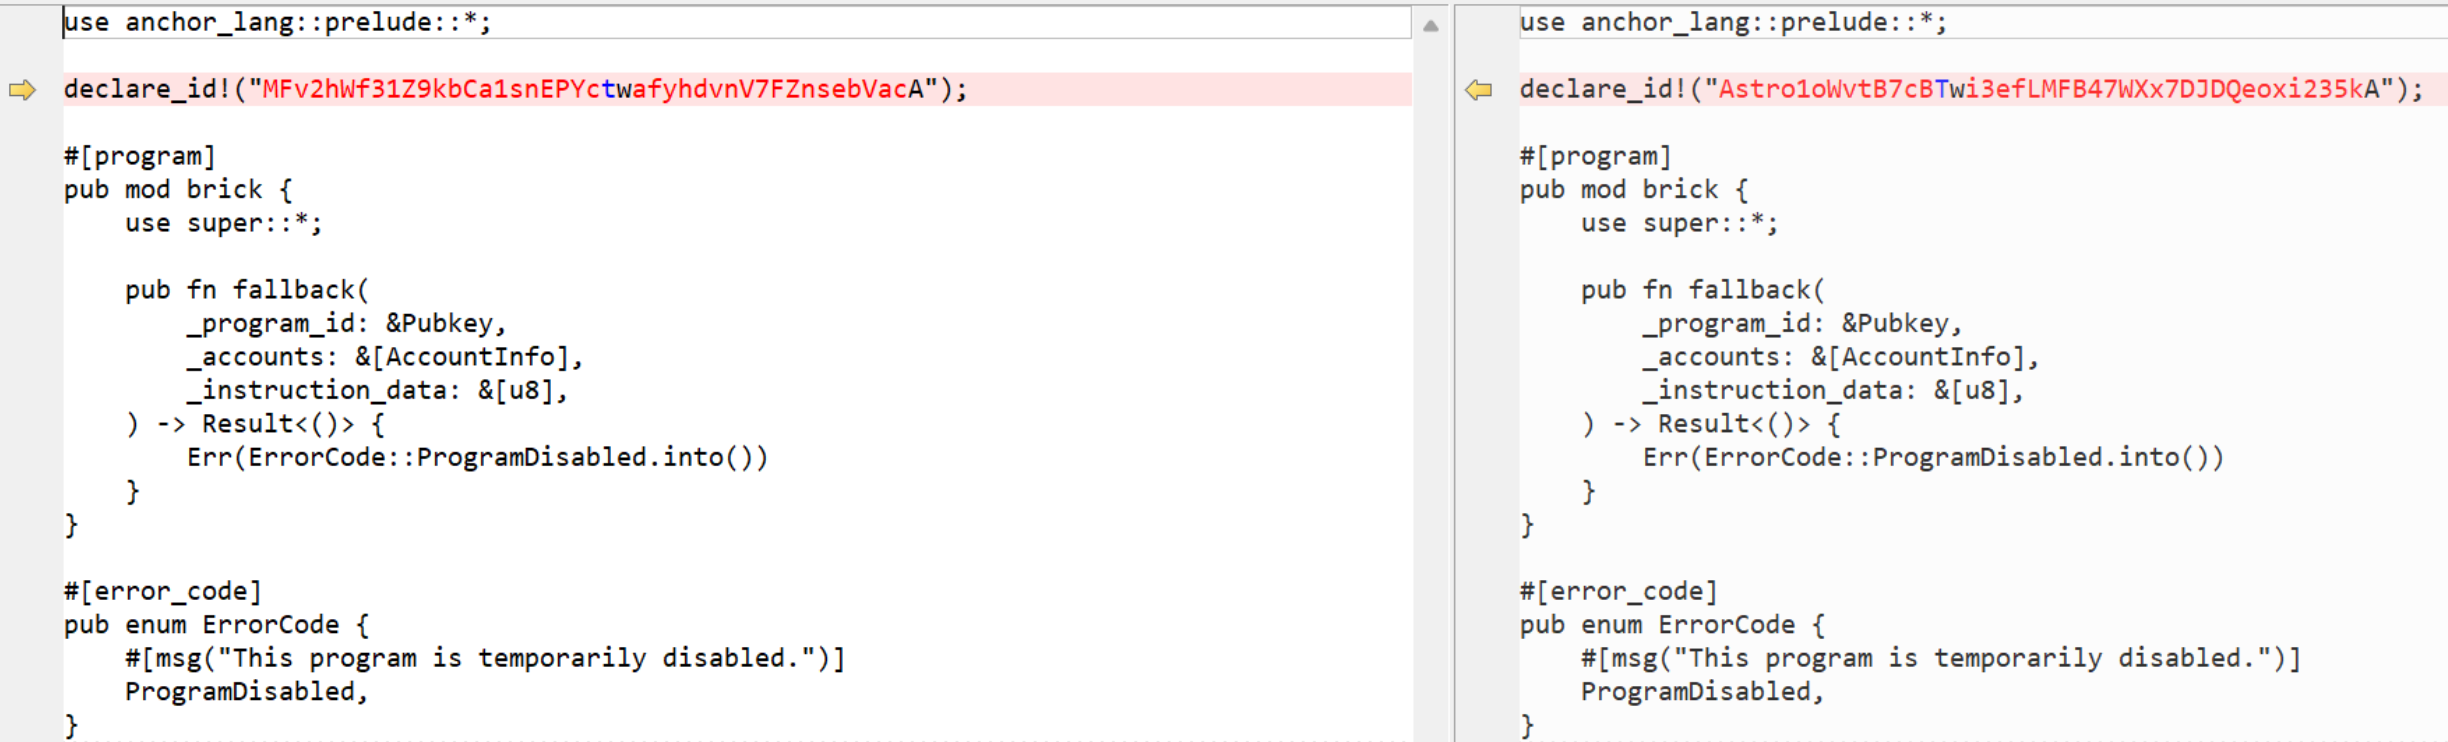 use anchor_lang::prelude::*;
declare_id!("MFv2hWf31Z9kbCa1snEPYctwafyhdvnV7FZnsebVacA");
#[program]
pub mod brick {
    use super::*;
    pub fn fallback(
        _program_id: &Pubkey,
        _accounts: &[AccountInfo],
        _instruction_data: &[u8],
    ) -> Result<()> {
        Err(ErrorCode::ProgramDisabled.into())
    }
}
#[error_code]
pub enum ErrorCode {
    #[msg("This program is temporarily disabled.")]
    ProgramDisabled,
}
use anchor_lang::prelude::*;
declare_id!("Astro1oWvtB7cBTwi3efLMFB47WXx7DJDQeoxi235kA");
#[program]
pub mod brick {
    use super::*;
    pub fn fallback(
        _program_id: &Pubkey,
        _accounts: &[AccountInfo],
        _instruction_data: &[u8],
    ) -> Result<()> {
        Err(ErrorCode::ProgramDisabled.into())
    }
}
#[error_code]
pub enum ErrorCode {
    #[msg("This program is temporarily disabled.")]
    ProgramDisabled,
}